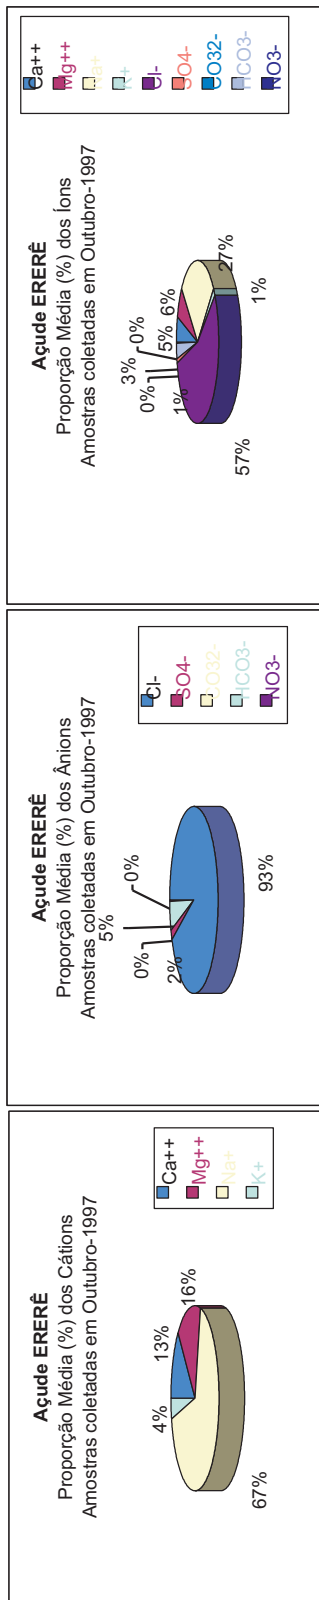 Açude ERERÊ
Proporção Média (%) dos Cátions
Amostras coletadas em Outubro-1997
4%
13%
16%
67%
Ca++
Mg++
Na+
K+
Açude ERERÊ
Proporção Média (%) dos Ânions
Amostras coletadas em Outubro-1997
0%
5%
0%
2%
93%
Cl-
SO4-
CO32-
HCO3-
NO3-
Açude ERERÊ
Proporção Média (%) dos Íons
Amostras coletadas em Outubro-1997
0%
3%
0%
1%
5%
6%
27%
1%
57%
Ca++
Mg++
Na+
K+
Cl-
SO4-
CO32-
HCO3-
NO3-